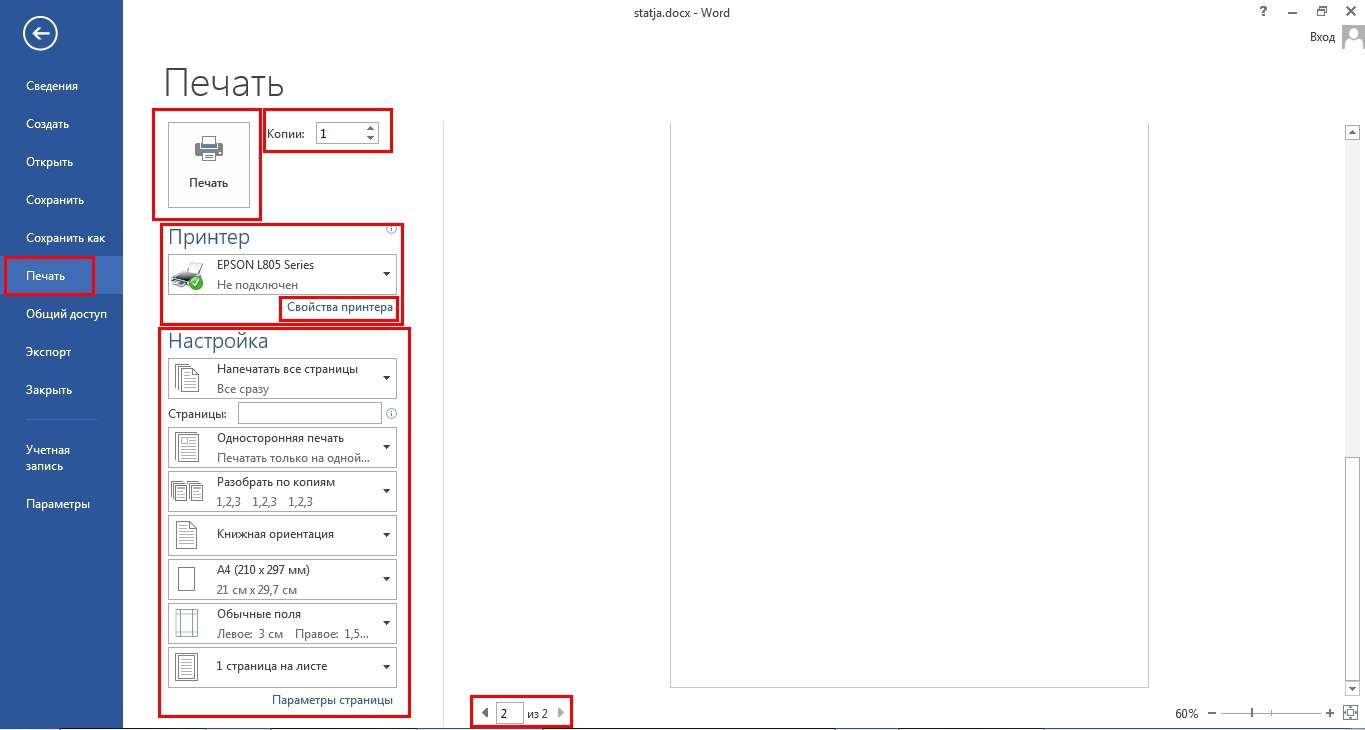 statja.docx - Word
?
Вход
Сведения
Создать
Открыть
Сохранить
Сохранить как
Печать
Общий доступ
Экспорт
Закрыть
Учетная
запись
Параметры
Печать
Печать
Копии: 1
Принтер
EPSON L805 Series
Не подключен
Свойства принтера
Настройка
Напечатать все страницы
Все сразу
Страницы:
Односторонняя печать
Печатать только на одной...
Разобрать по копиям
1,2,3 1,2,3 1,2,3
Книжная ориентация
A4 (210 x 297 мм)
21 см x 29,7 см
Обычные поля
Левое: 3 см Правое: 1,5...
1 страница на листе
Параметры страницы
2 из 2
60%